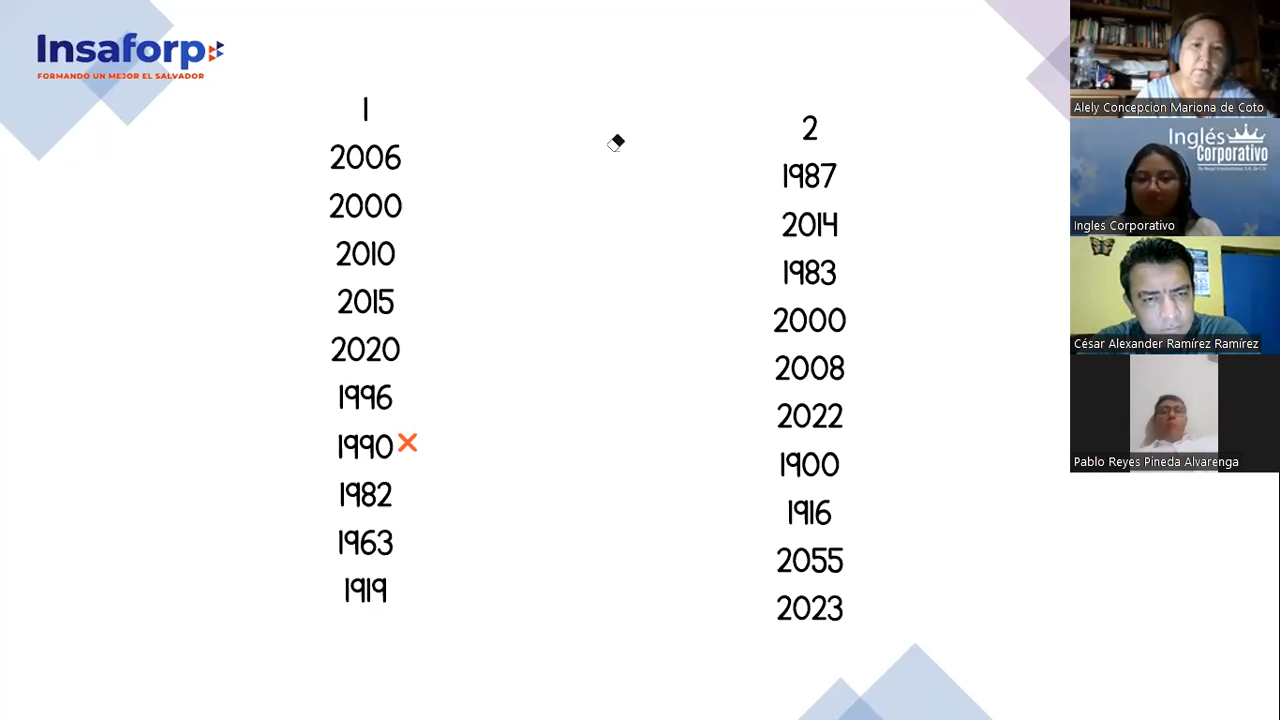 Insaforp
FORMANDO UN MEJOR EL SALVADOR
1
2006
2000
2010
2015
2020
1996
1990
1982
1963
1919
2
1987
2014
1983
2000
2008
2022
1900
1916
2055
2023
Alely Concepcion Mariona de Coto
Inglés
Corporativo
Ingles Corporativo
César Alexander Ramírez Ramírez
Pablo Reyes Pineda Alvarenga